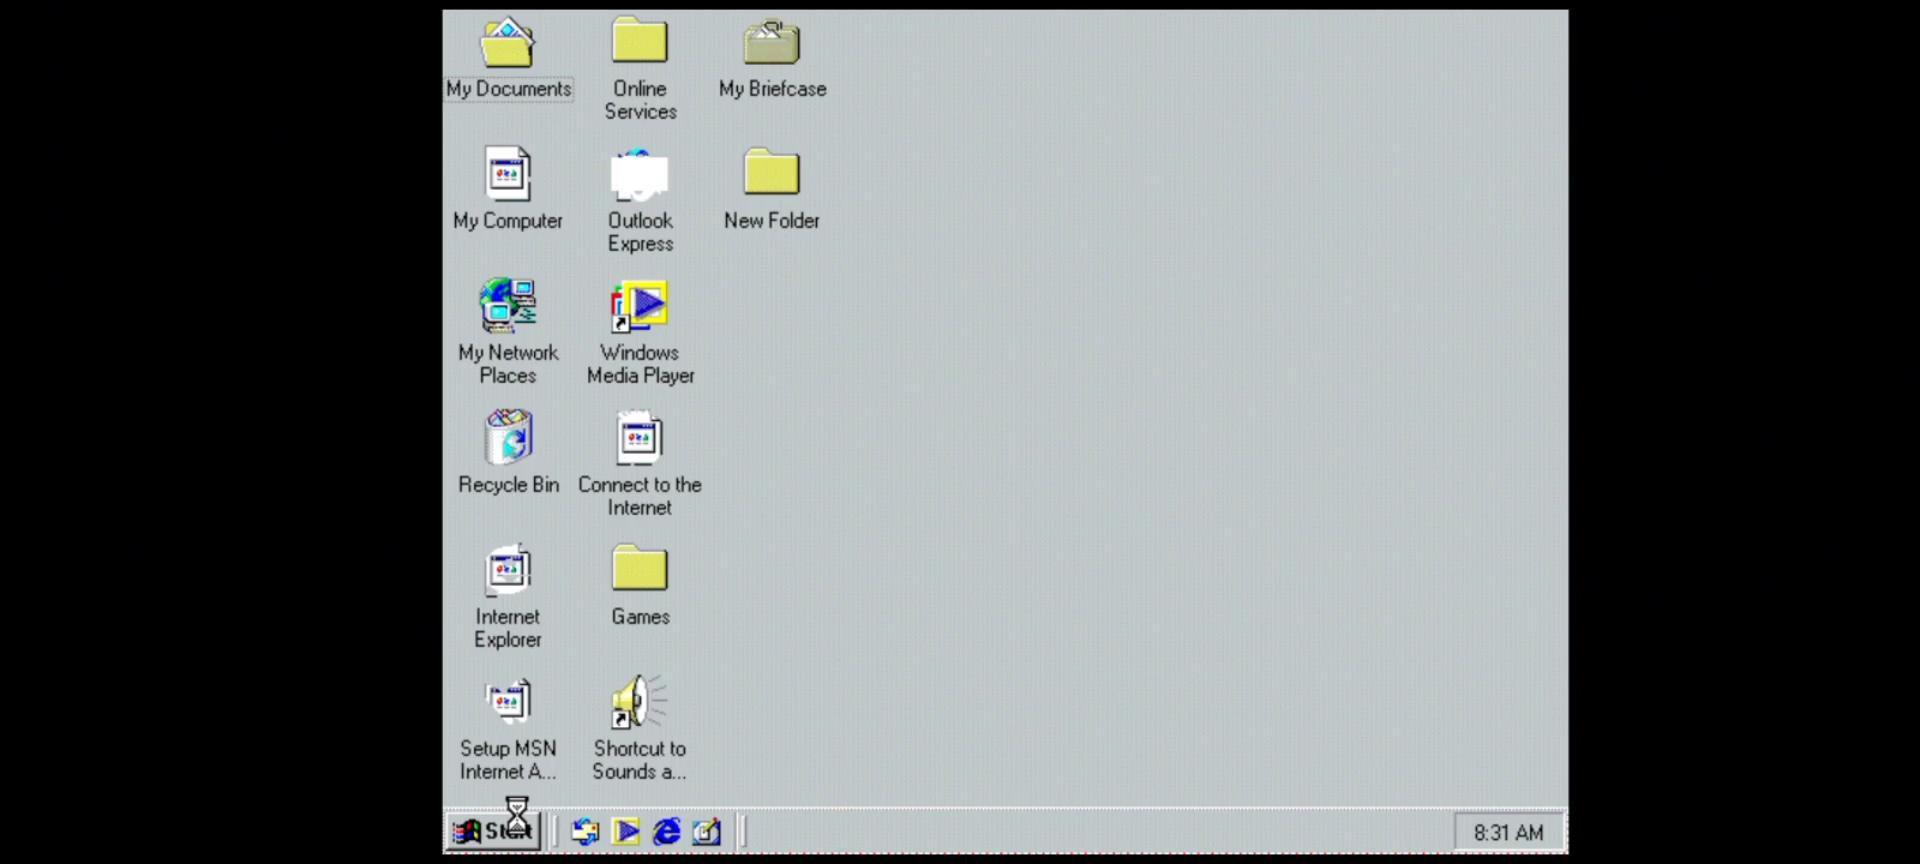 My Documents
Online
Services
My Briefcase
My Computer
Outlook
Express
New Folder
My Network
Places
Windows
Media Player
Recycle Bin
Connect to the
Internet
Internet
Explorer
Games
Setup MSN
Internet A...
Shortcut to
Sounds a...
Start
8:31 AM